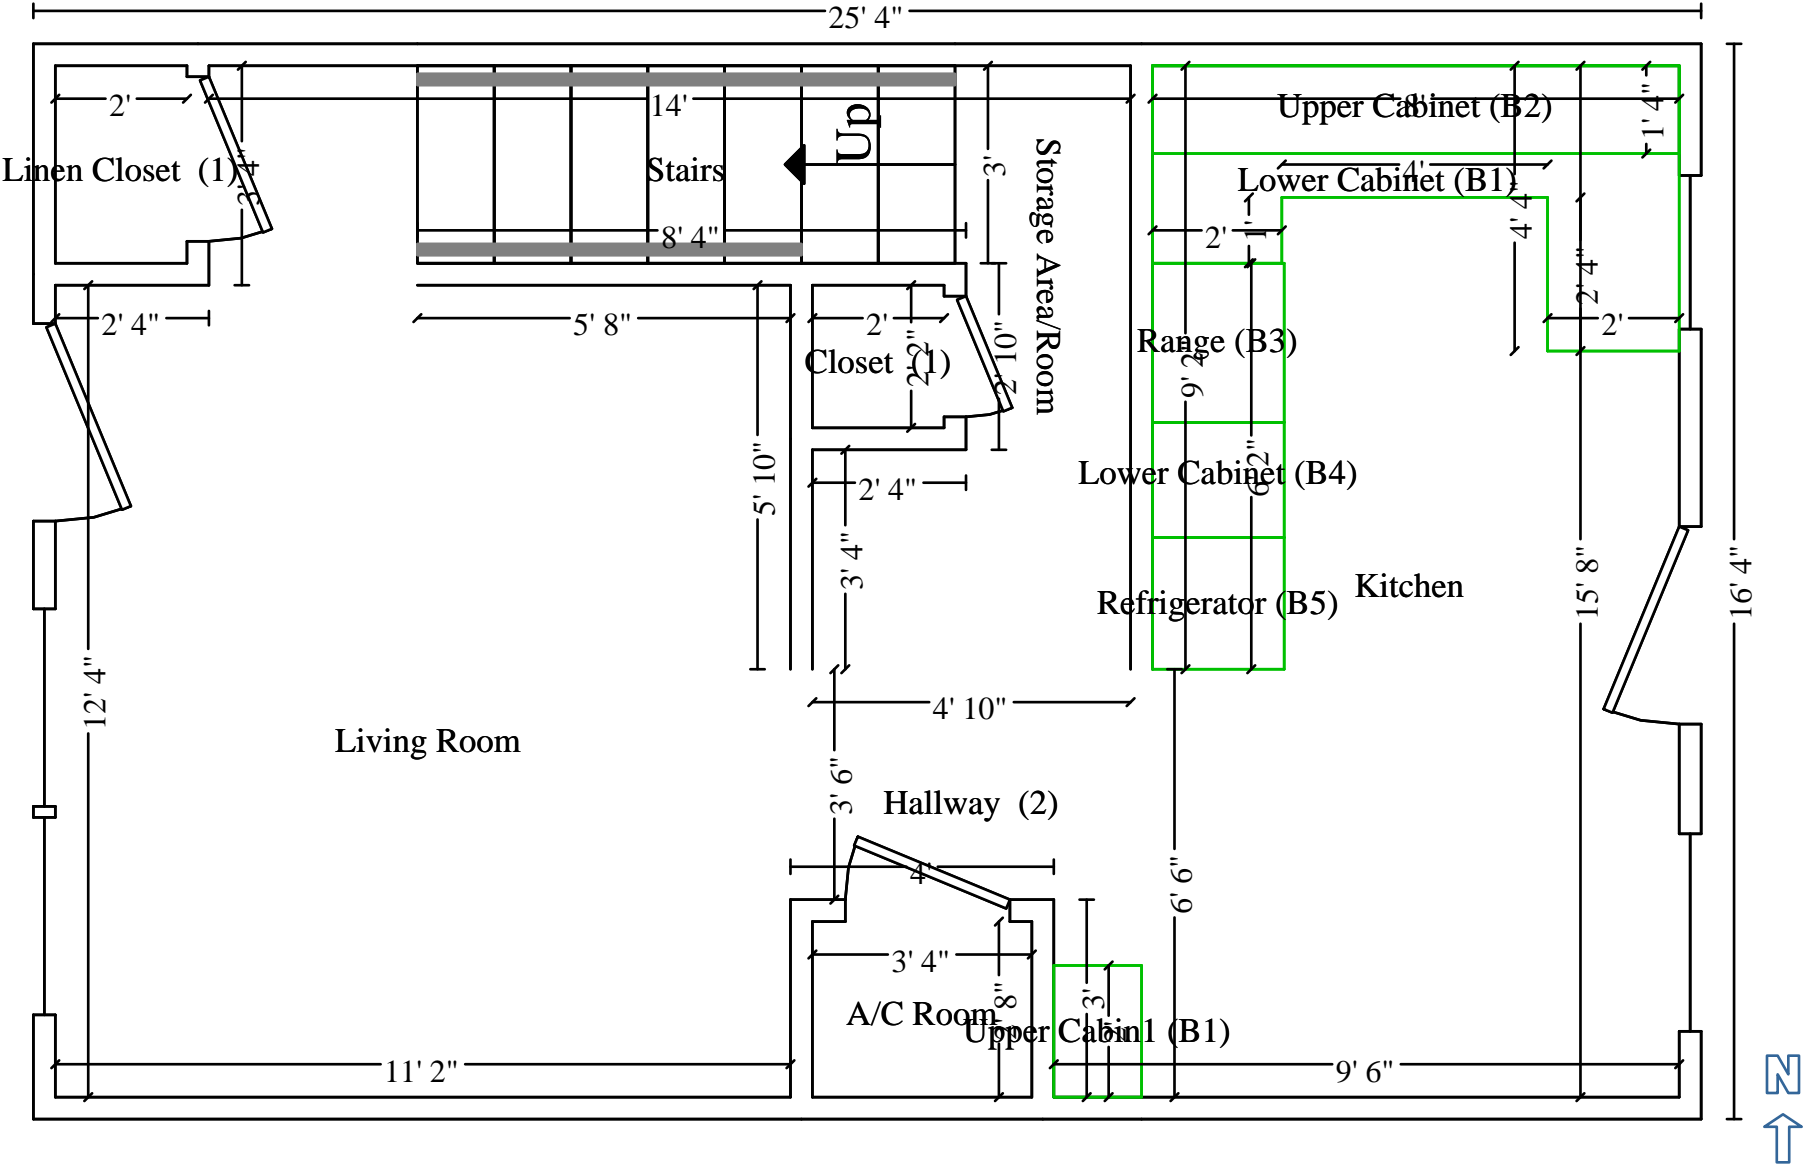 25' 4"
2'
14'
Upper Cabinet (B2)
8'
1' 4"
Up
Linen Closet (1)
3' 4"
Stairs
3'
Storage Area/Room
4'
Lower Cabinet (B1)
4' 4"
8' 4"
2'
1'
2' 4"
2' 4"
5' 8"
2'
2'
Closet (1)
2' 2"
2' 10"
Range (B3)
9' 2"
5' 10"
2' 4"
Lower Cabinet (B4)
6' 2"
3' 4"
Kitchen
15' 8"
16' 4"
Refrigerator (B5)
12' 4"
Living Room
4' 10"
3' 6"
Hallway (2)
4'
6' 6"
3' 4"
A/C Room
8"
3'
Upper Cabin1 (B1)
11' 2"
9' 6"
N